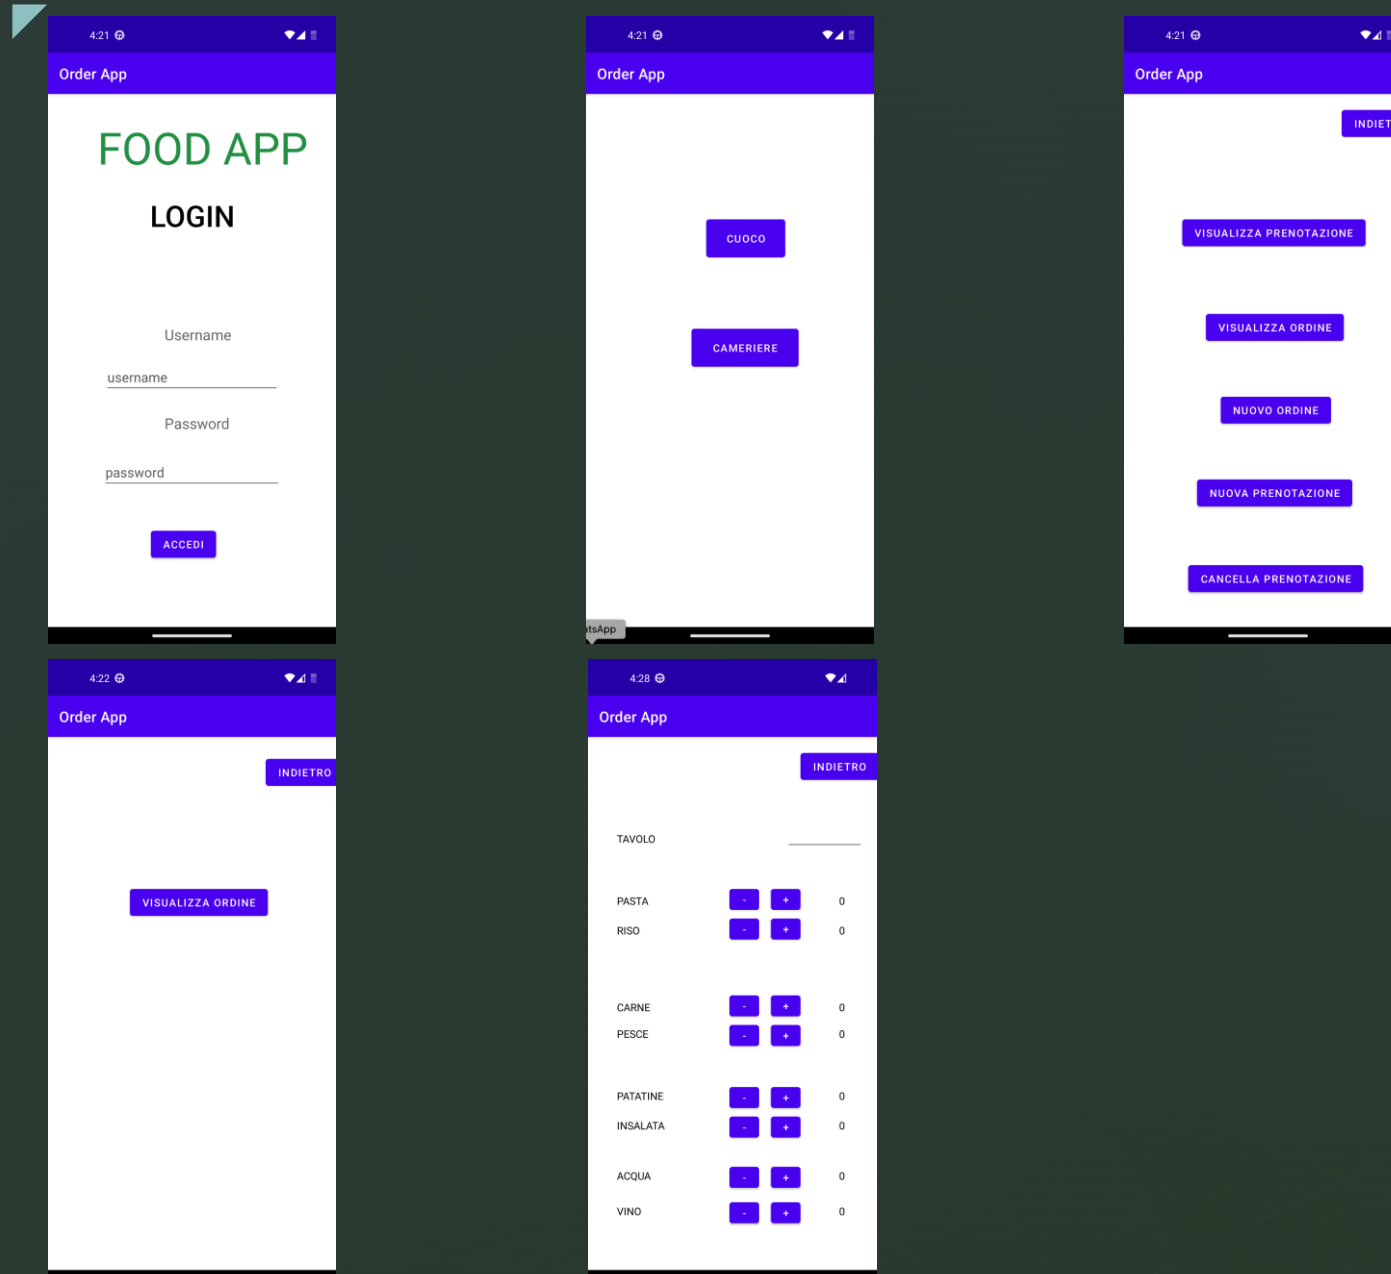 4:21
Order App
FOOD APP
LOGIN
Username
username
Password
password
ACCEDI
4:21
Order App
CUOCO
CAMERIERE
tsApp
4:21
Order App
INDIET
VISUALIZZA PRENOTAZIONE
VISUALIZZA ORDINE
NUOVO ORDINE
NUOVA PRENOTAZIONE
CANCELLA PRENOTAZIONE
4:22
Order App
INDIETRO
VISUALIZZA ORDINE
4:28
Order App
INDIETRO
TAVOLO
PASTA - + 0
RISO - + 0
CARNE - + 0
PESCE - + 0
PATATINE - + 0
INSALATA - + 0
ACQUA - + 0
VINO - + 0